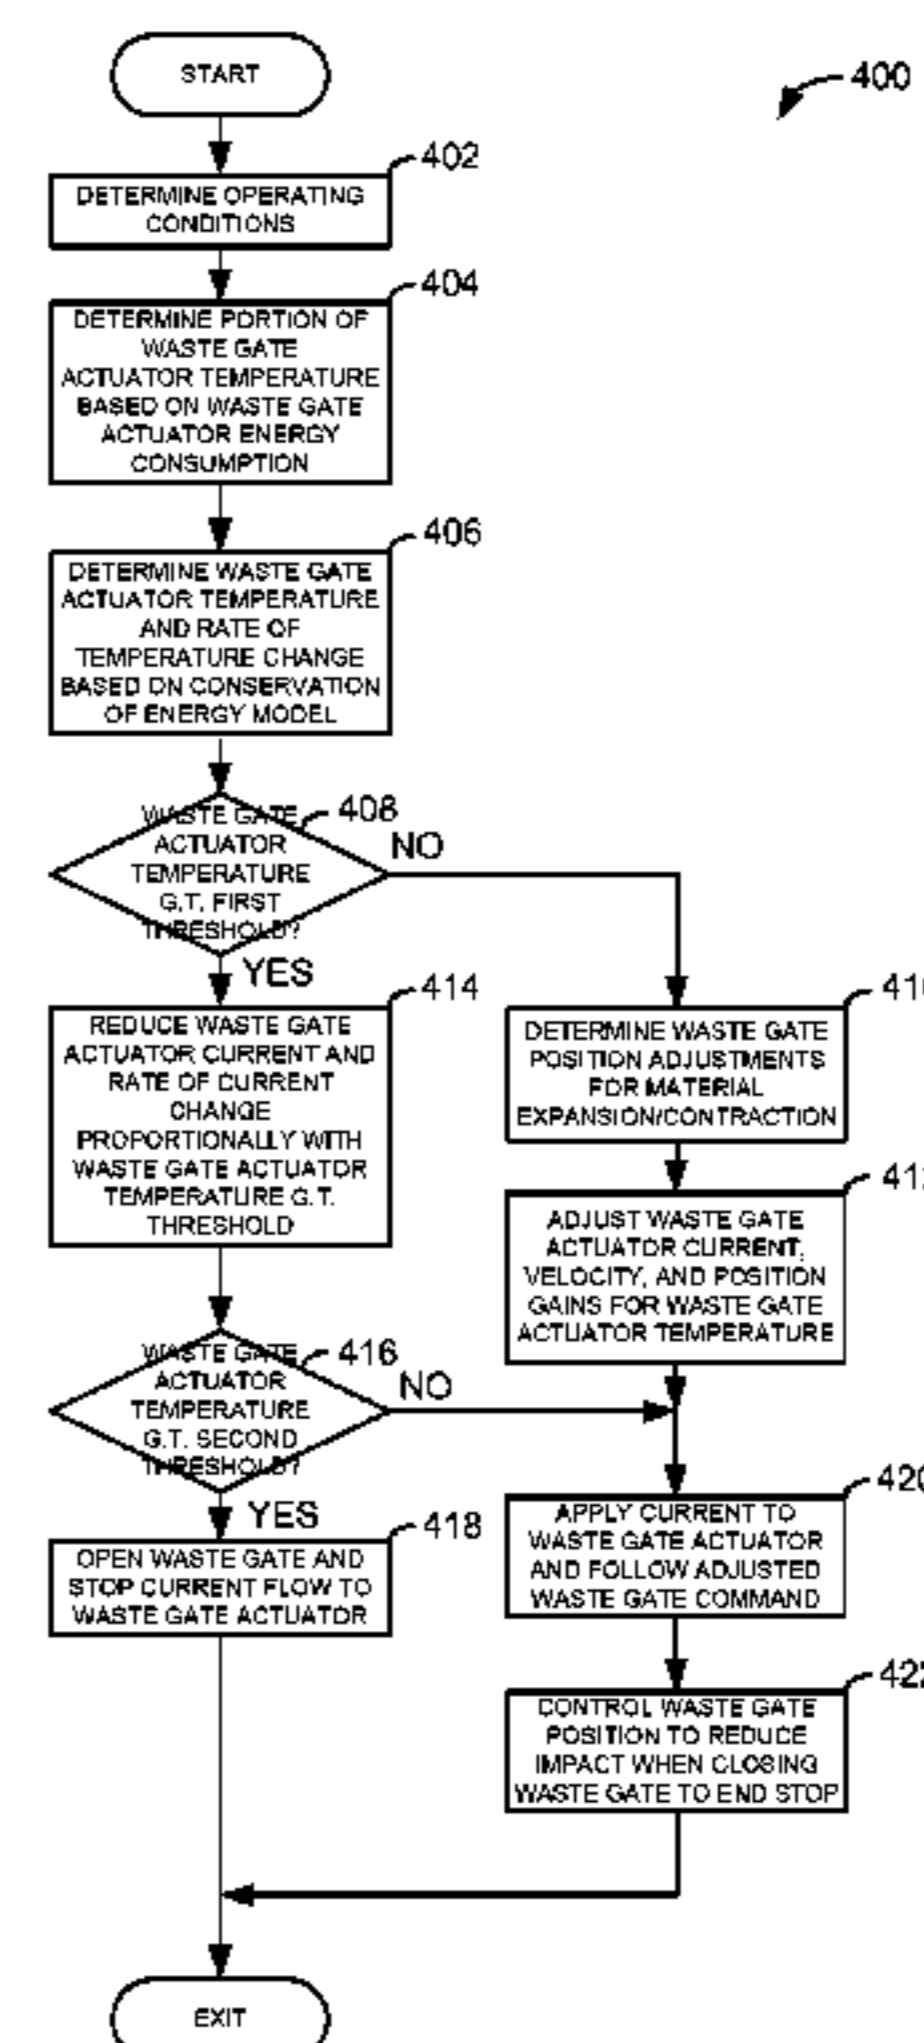 START
400
402
DETERMINE OPERATING
CONDITIONS
404
DETERMINE PORTION OF
WASTE GATE
ACTUATOR TEMPERATURE
BASED ON WASTE GATE
ACTUATOR ENERGY
CONSUMPTION
406
DETERMINE WASTE GATE
ACTUATOR TEMPERATURE
AND RATE OF
TEMPERATURE CHANGE
BASED ON CONSERVATION
OF ENERGY MODEL
408
WASTE GATE
ACTUATOR
TEMPERATURE
G.T. FIRST
THRESHOLD?
NO
YES
414
REDUCE WASTE GATE
ACTUATOR CURRENT AND
RATE OF CURRENT
CHANGE
PROPORTIONALLY WITH
WASTE GATE ACTUATOR
TEMPERATURE G.T.
THRESHOLD
DETERMINE WASTE GATE
POSITION ADJUSTMENTS
FOR MATERIAL
EXPANSION/CONTRACTION
ADJUST WASTE GATE
ACTUATOR CURRENT,
VELOCITY, AND POSITION
GAINS FOR WASTE GATE
ACTUATOR TEMPERATURE
416
WASTE GATE
ACTUATOR
TEMPERATURE
G.T. SECOND
THRESHOLD?
NO
YES
418
OPEN WASTE GATE AND
STOP CURRENT FLOW TO
WASTE GATE ACTUATOR
420
APPLY CURRENT TO
WASTE GATE ACTUATOR
AND FOLLOW ADJUSTED
WASTE GATE COMMAND
CONTROL WASTE GATE
POSITION TO REDUCE
IMPACT WHEN CLOSING
WASTE GATE TO END STOP
EXIT